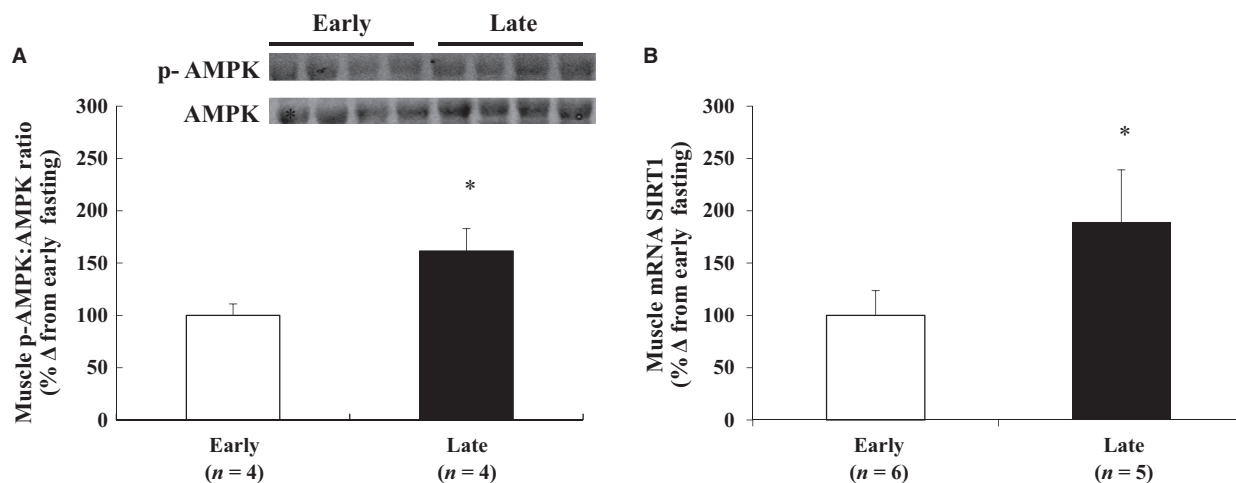 A
Early Late
p- AMPK
AMPK
*
Muscle p-AMPK:AMPK ratio
(% Δ from early fasting)
300
250
200
150
100
50
0
*
Early
(n = 4)
Late
(n = 4)
B
Muscle mRNA SIRT1
(% Δ from early fasting)
300
250
200
150
100
50
0
*
Early
(n = 6)
Late
(n = 5)